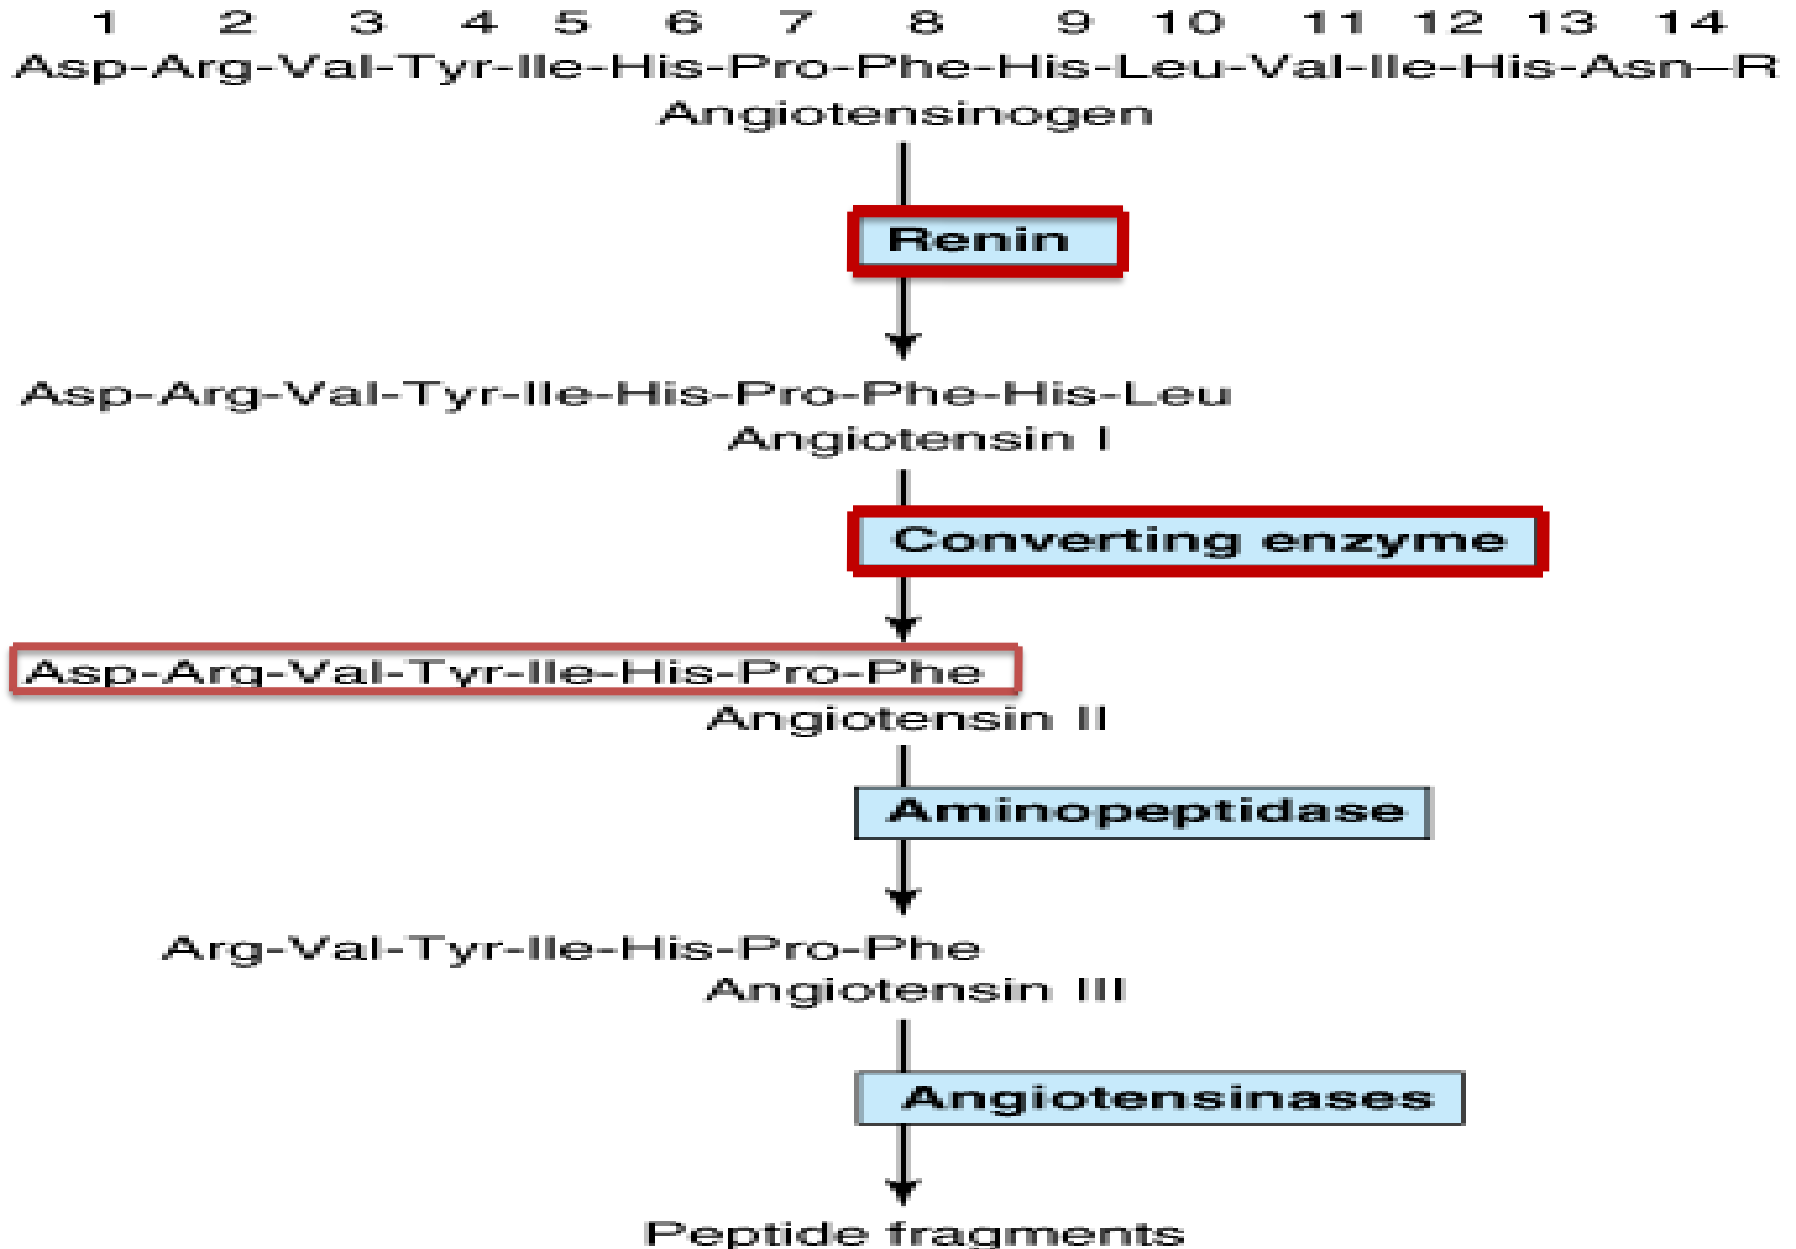 1 2 3 4 5 6 7 8 9 10 11 12 13 14
Asp-Arg-Val-Tyr-Ile-His-Pro-Phe-His-Leu-Val-Ile-His-Asn–R
Angiotensinogen
Renin
Asp-Arg-Val-Tyr-Ile-His-Pro-Phe-His-Leu
Angiotensin I
Converting enzyme
Asp-Arg-Val-Tyr-Ile-His-Pro-Phe
Angiotensin II
Aminopeptidase
Arg-Val-Tyr-Ile-His-Pro-Phe
Angiotensin III
Angiotensinases
Peptide fragments